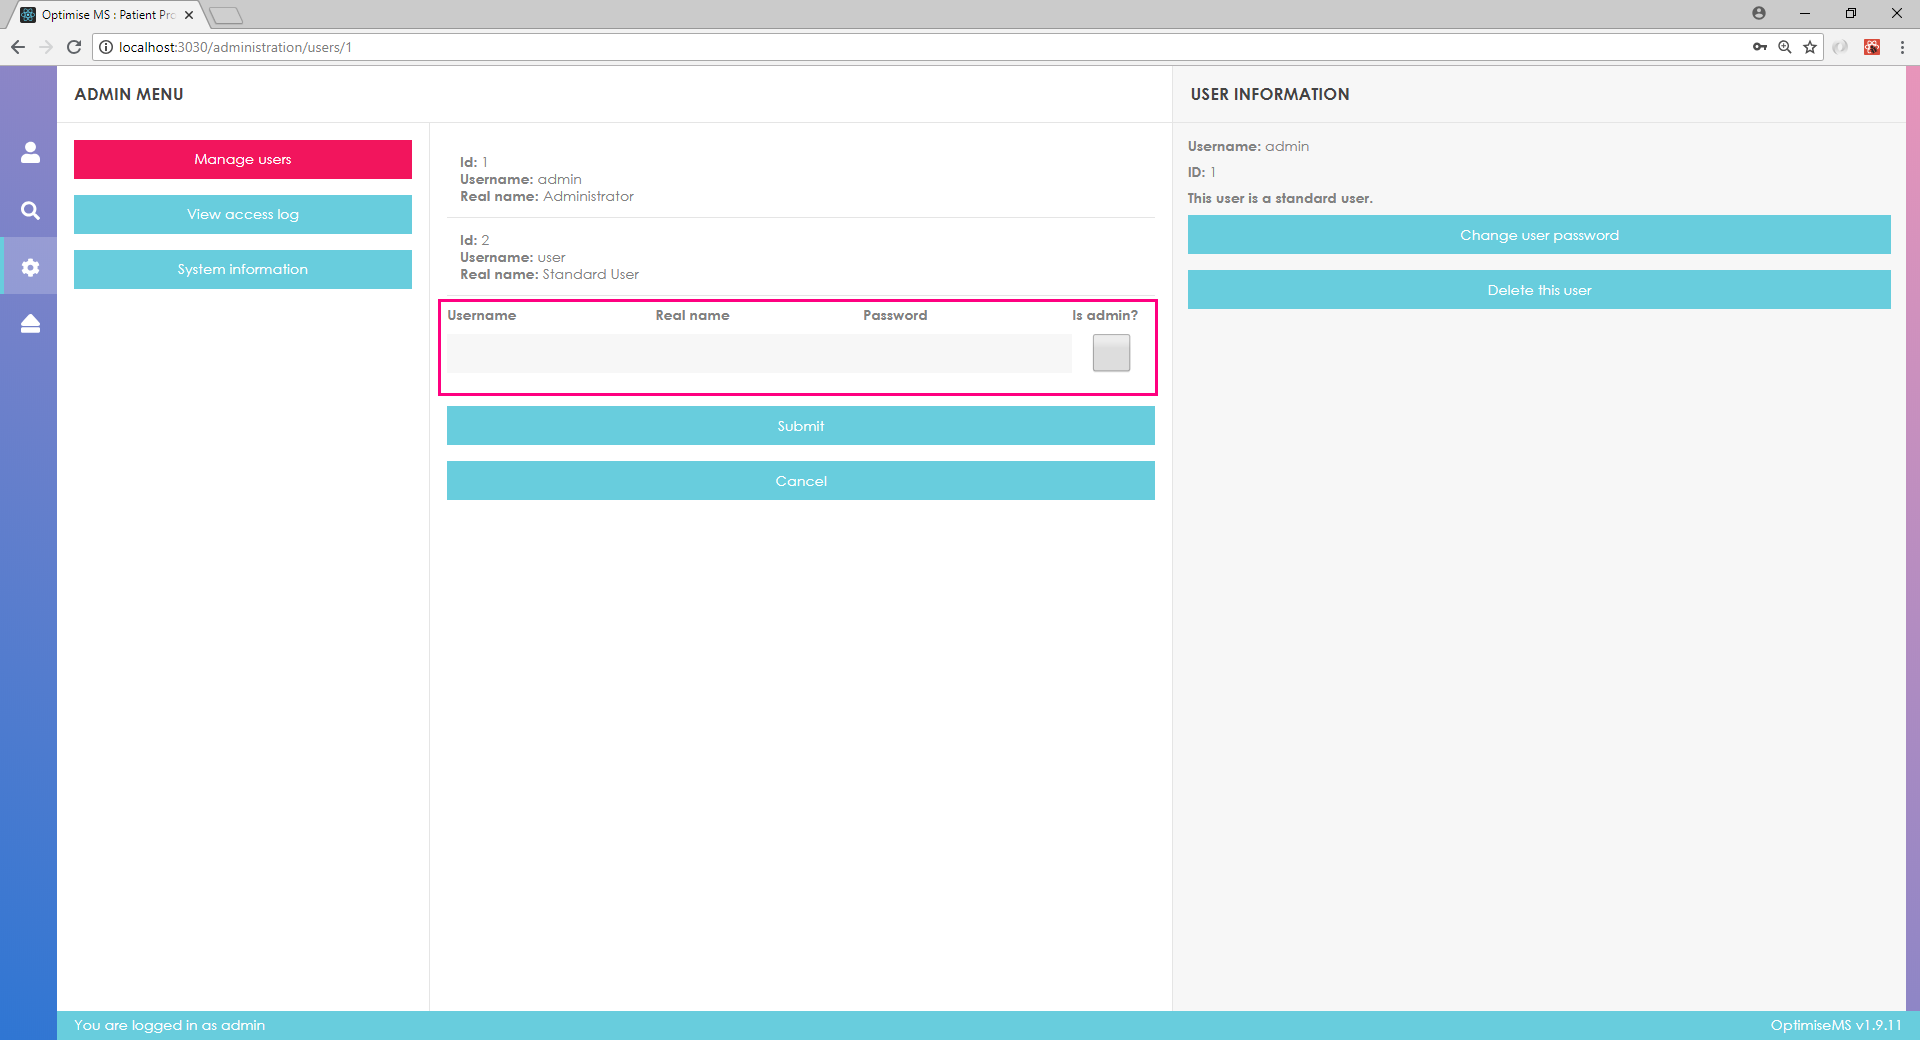 Optimise MS : Patient Pro
localhost:3030/administration/users/1
ADMIN MENU
USER INFORMATION
Manage users
View access log
System information
Id: 1
Username: admin
Real name: Administrator
Id: 2
Username: user
Real name: Standard User
Username Real name Password Is admin?
Submit
Cancel
Username: admin
ID: 1
This user is a standard user.
Change user password
Delete this user
You are logged in as admin
OptimiseMS v1.9.11